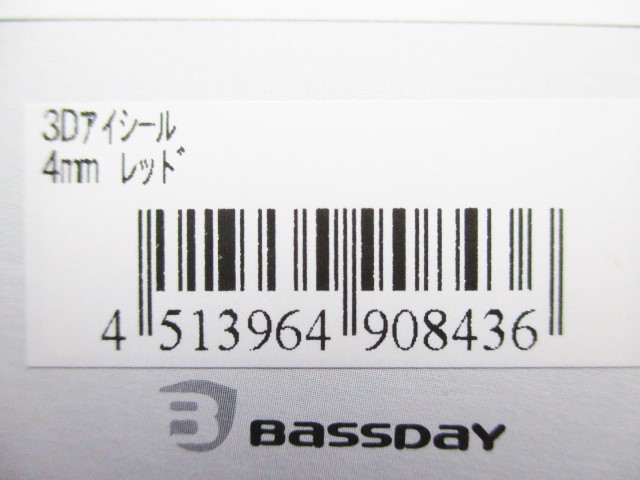 3Dｱｲｼｰﾙ
4mm ﾚｯﾄﾞ
4 513964 908436
B BASSDAY